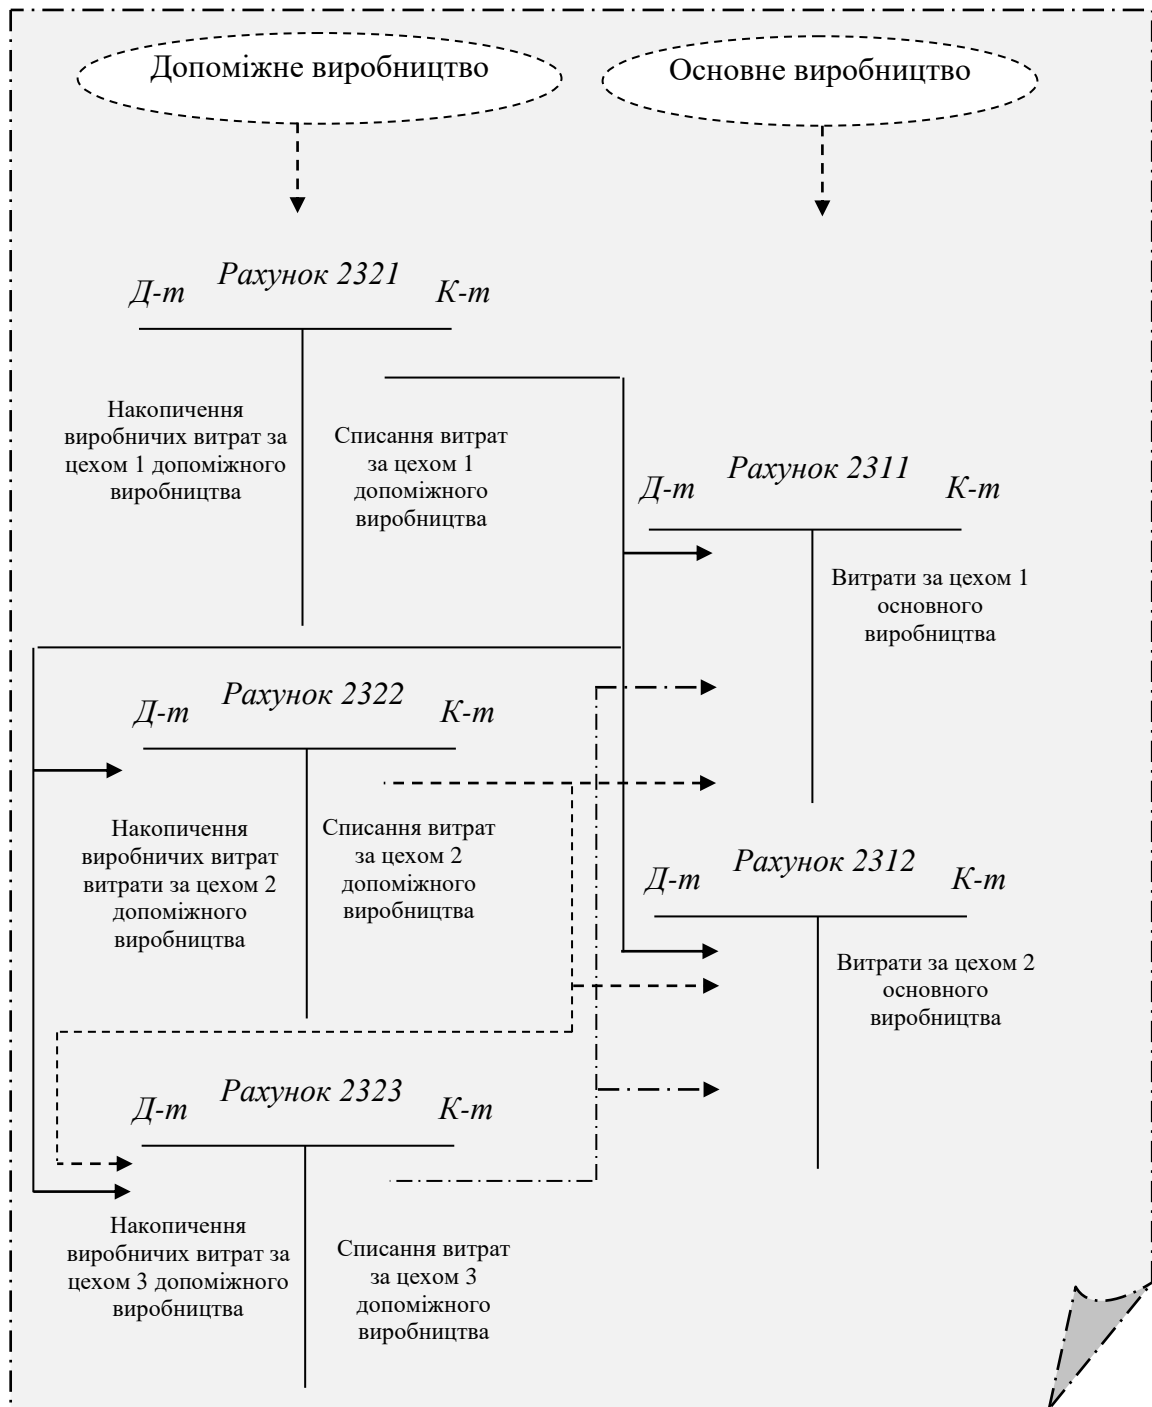 Допоміжне виробництво
Основне виробництво
Рахунок 2321
Д-т
К-т
Накопичення
виробничих витрат за
цехом 1 допоміжного
виробництва
Списання витрат
за цехом 1
допоміжного
виробництва
Рахунок 2311
Д-т
К-т
Витрати за цехом 1
основного
виробництва
Рахунок 2322
Д-т
К-т
Накопичення
виробничих витрат
витрати за цехом 2
допоміжного
виробництва
Списання витрат
за цехом 2
допоміжного
виробництва
Рахунок 2312
Д-т
К-т
Витрати за цехом 2
основного
виробництва
Рахунок 2323
Д-т
К-т
Накопичення
виробничих витрат за
цехом 3 допоміжного
виробництва
Списання витрат
за цехом 3
допоміжного
виробництва